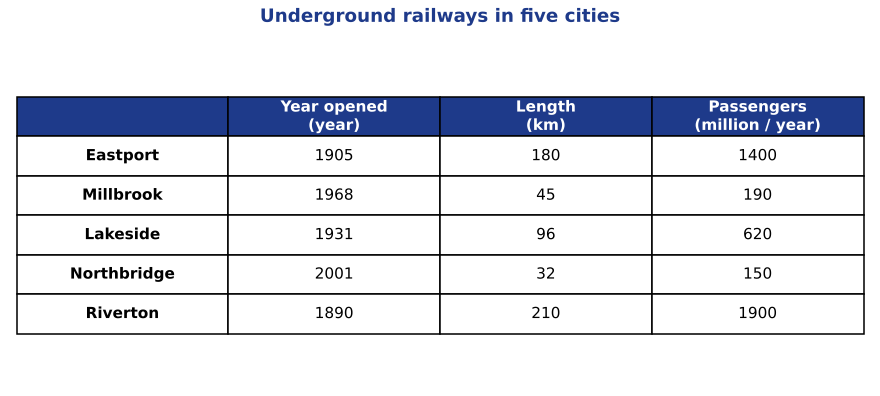 Underground railways in five cities
Year opened Length Passengers
(year) (km) (million / year)
Eastport 1905 180 1400
Millbrook 1968 45 190
Lakeside 1931 96 620
Northbridge 2001 32 150
Riverton 1890 210 1900